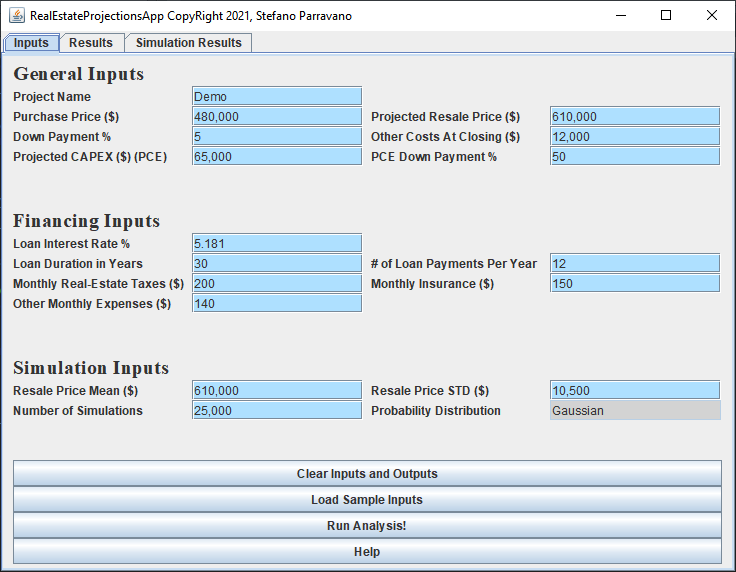 RealEstateProjectionsApp CopyRight 2021, Stefano Parravano
Inputs Results Simulation Results
General Inputs
Project Name Demo
Purchase Price ($) 480,000 Projected Resale Price ($) 610,000
Down Payment % 5 Other Costs At Closing ($) 12,000
Projected CAPEX ($) (PCE) 65,000 PCE Down Payment % 50
Financing Inputs
Loan Interest Rate % 5.181
Loan Duration in Years 30 # of Loan Payments Per Year 12
Monthly Real-Estate Taxes ($) 200 Monthly Insurance ($) 150
Other Monthly Expenses ($) 140
Simulation Inputs
Resale Price Mean ($) 610,000 Resale Price STD ($) 10,500
Number of Simulations 25,000 Probability Distribution Gaussian
Clear Inputs and Outputs
Load Sample Inputs
Run Analysis!
Help